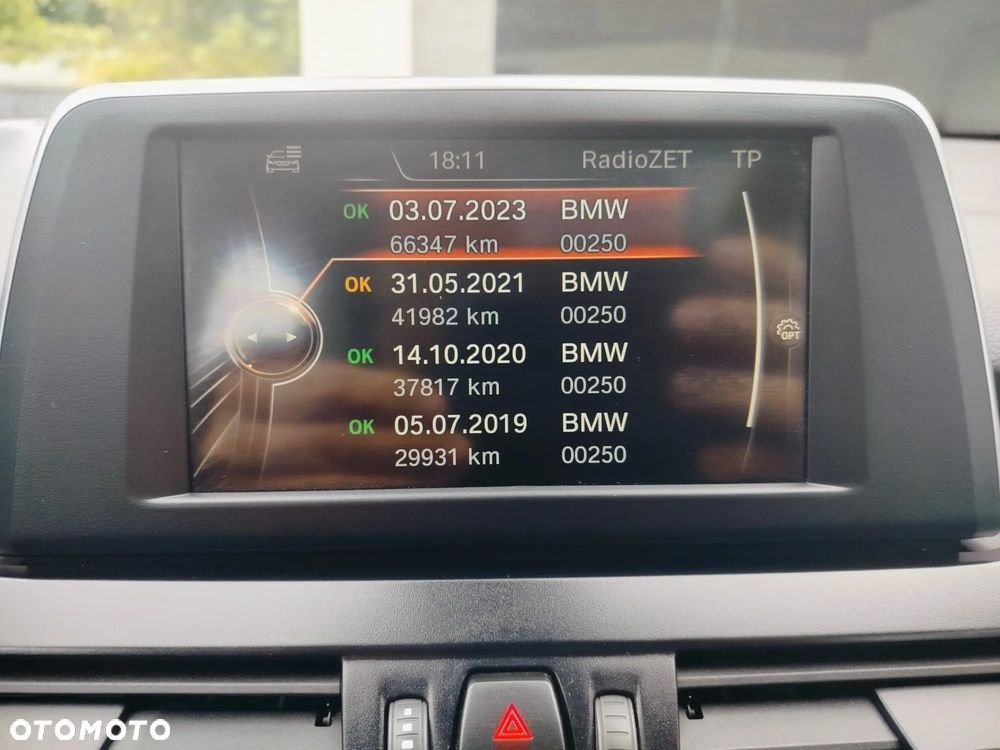 18:11 RadioZET TP
OK 03.07.2023 BMW
66347 km 00250
OK 31.05.2021 BMW
41982 km 00250
OK 14.10.2020 BMW
37817 km 00250
OK 05.07.2019 BMW
29931 km 00250
OPT
OTOMOTO